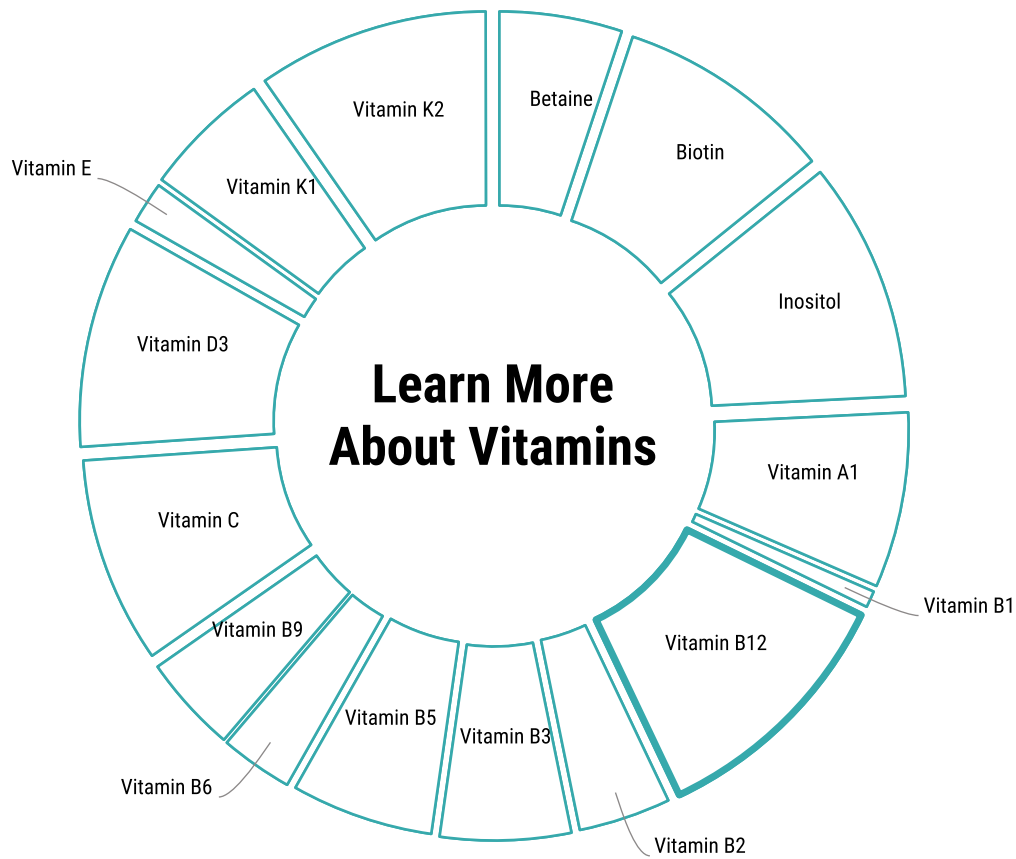 Vitamin K2
Betaine
Biotin
Vitamin E
Vitamin K1
Inositol
Vitamin D3
Learn More
About Vitamins
Vitamin A1
Vitamin C
Vitamin B1
Vitamin B9
Vitamin B12
Vitamin B5
Vitamin B3
Vitamin B6
Vitamin B2